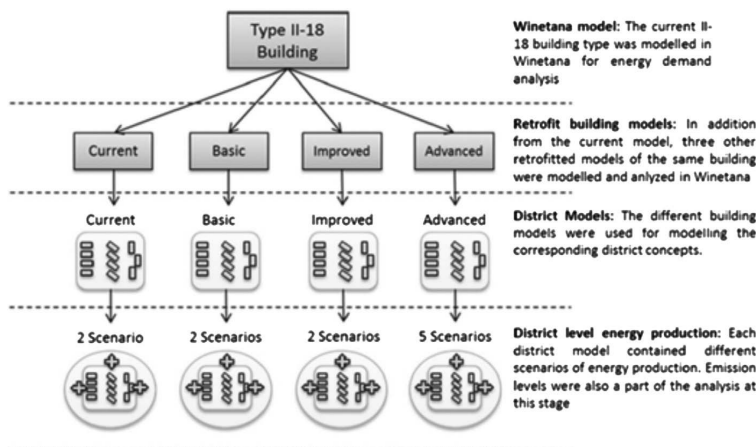 Type II-18
Building
Winetana model: The current II-
18 building type was modelled in
Winetana for energy demand
analysis
Current
Basic
Improved
Advanced
Retrofit building models: In addition
from the current model, three other
retrofitted models of the same building
were modelled and anlyzed in Winetana
Current
Basic
Improved
Advanced
District Models: The different building
models were used for modelling the
corresponding district concepts.
2 Scenario
2 Scenarios
2 Scenarios
5 Scenarios
District level energy production: Each
district model contained different
scenarios of energy production. Emission
levels were also a part of the analysis at
this stage